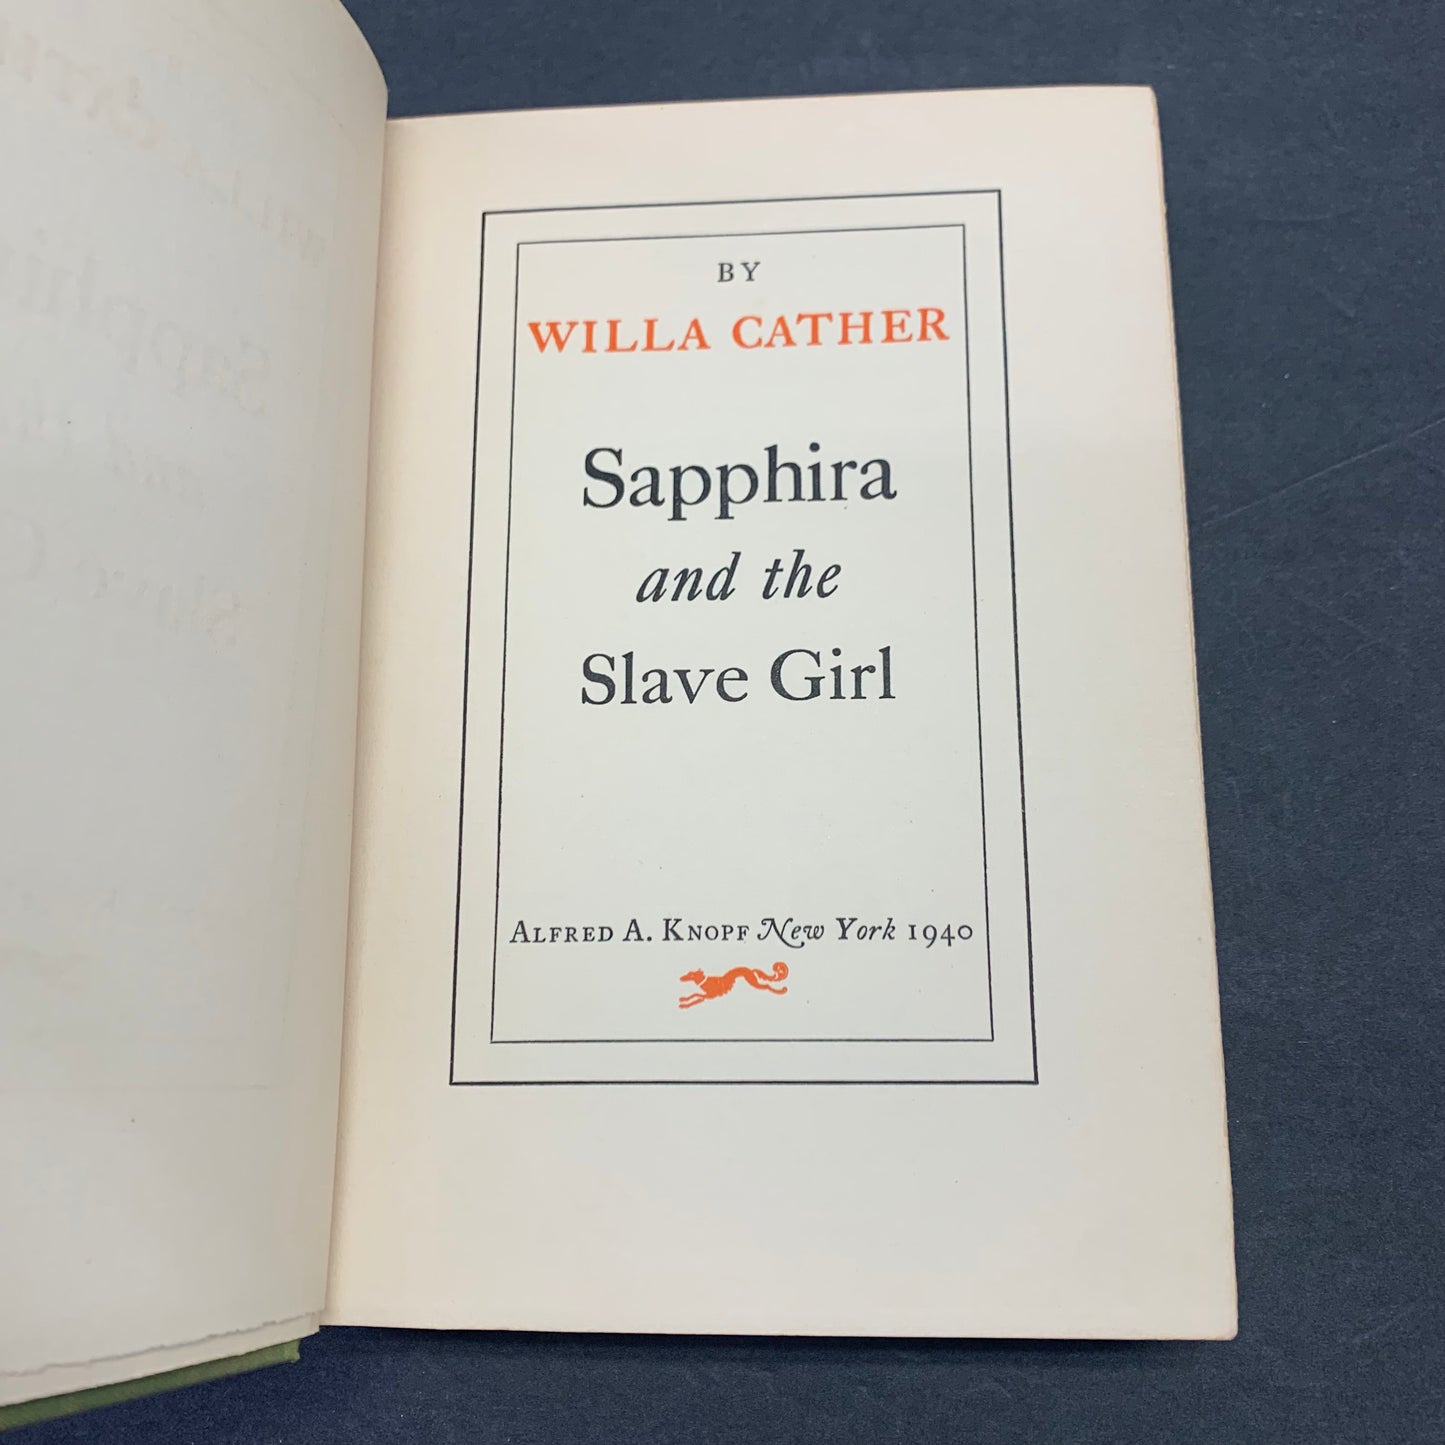 BY
WILLA CATHER
Sapphira
and the
Slave Girl
ALFRED A. KNOPF New York 1940